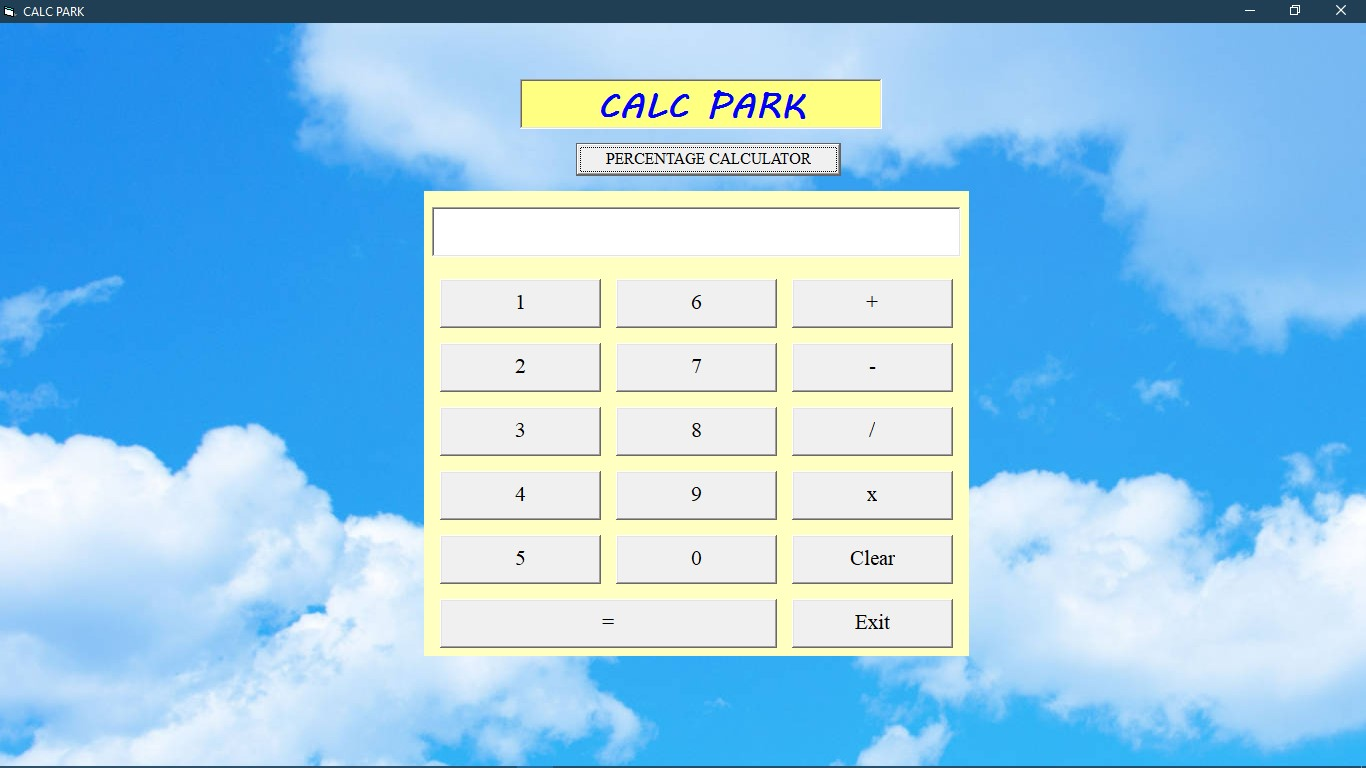 CALC PARK
CALC PARK
PERCENTAGE CALCULATOR
1 6 +
2 7 -
3 8 /
4 9 x
5 0 Clear
= Exit